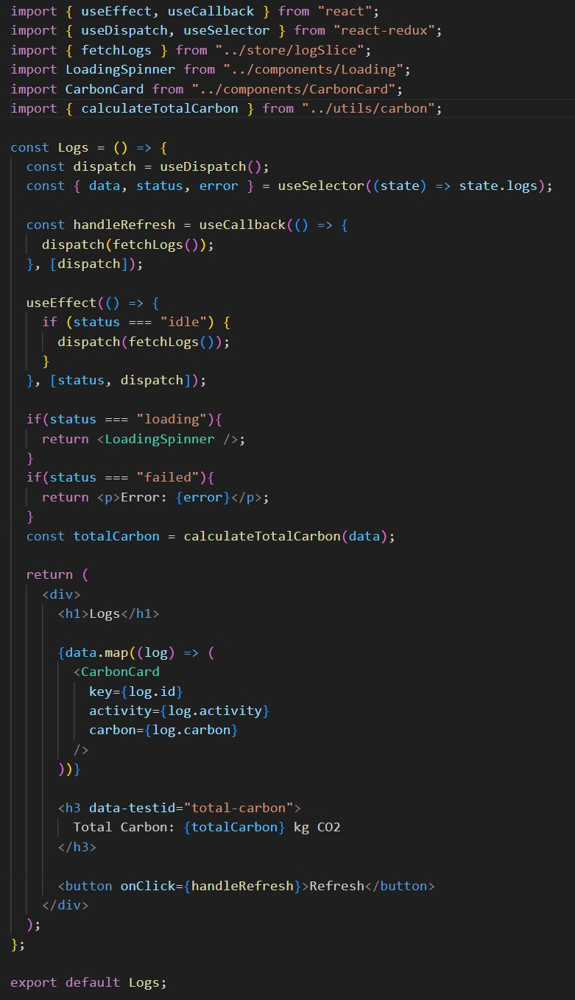 import { useEffect, useCallback } from "react";
import { useDispatch, useSelector } from "react-redux";
import { fetchLogs } from "../store/logSlice";
import LoadingSpinner from "../components/Loading";
import CarbonCard from "../components/CarbonCard";
import { calculateTotalCarbon } from "../utils/carbon";

const Logs = () => {
  const dispatch = useDispatch();
  const { data, status, error } = useSelector((state) => state.logs);

  const handleRefresh = useCallback(() => {
    dispatch(fetchLogs());
  }, [dispatch]);

  useEffect(() => {
    if (status === "idle") {
      dispatch(fetchLogs());
    }
  }, [status, dispatch]);

  if(status === "loading"){
    return <LoadingSpinner />;
  }
  if(status === "failed"){
    return <p>Error: {error}</p>;
  }
  const totalCarbon = calculateTotalCarbon(data);

  return (
    <div>
      <h1>Logs</h1>

      {data.map((log) => (
        <CarbonCard
          key={log.id}
          activity={log.activity}
          carbon={log.carbon}
        />
      ))}

      <h3 data-testid="total-carbon">
        Total Carbon: {totalCarbon} kg CO2
      </h3>

      <button onClick={handleRefresh}>Refresh</button>
    </div>
  );
};

export default Logs;